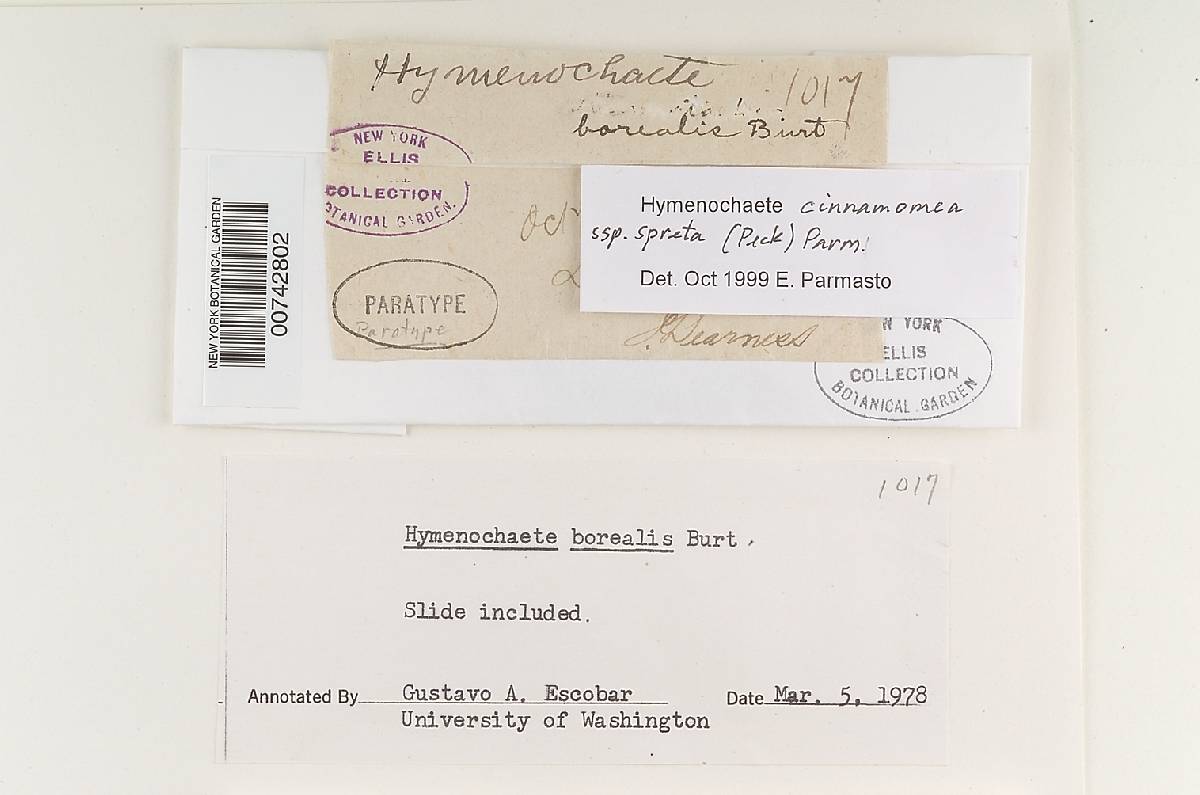 Hymenochaete 1017
borealis Burt
NEW YORK
ELLIS
COLLECTION
BOTANICAL GARDEN.
NEW YORK BOTANICAL GARDEN
00742802
Oct
Hymenochaete cinnamomea
ssp. spreta (Peck) Parm!
Det. Oct 1999 E. Parmasto
PARATYPE
Paratype
J. Dearness
YORK
ELLIS
COLLECTION
BOTANICAL GARDEN
1017
Hymenochaete borealis Burt.
Slide included.
Annotated By Gustavo A. Escobar Date Mar. 5, 1978
University of Washington